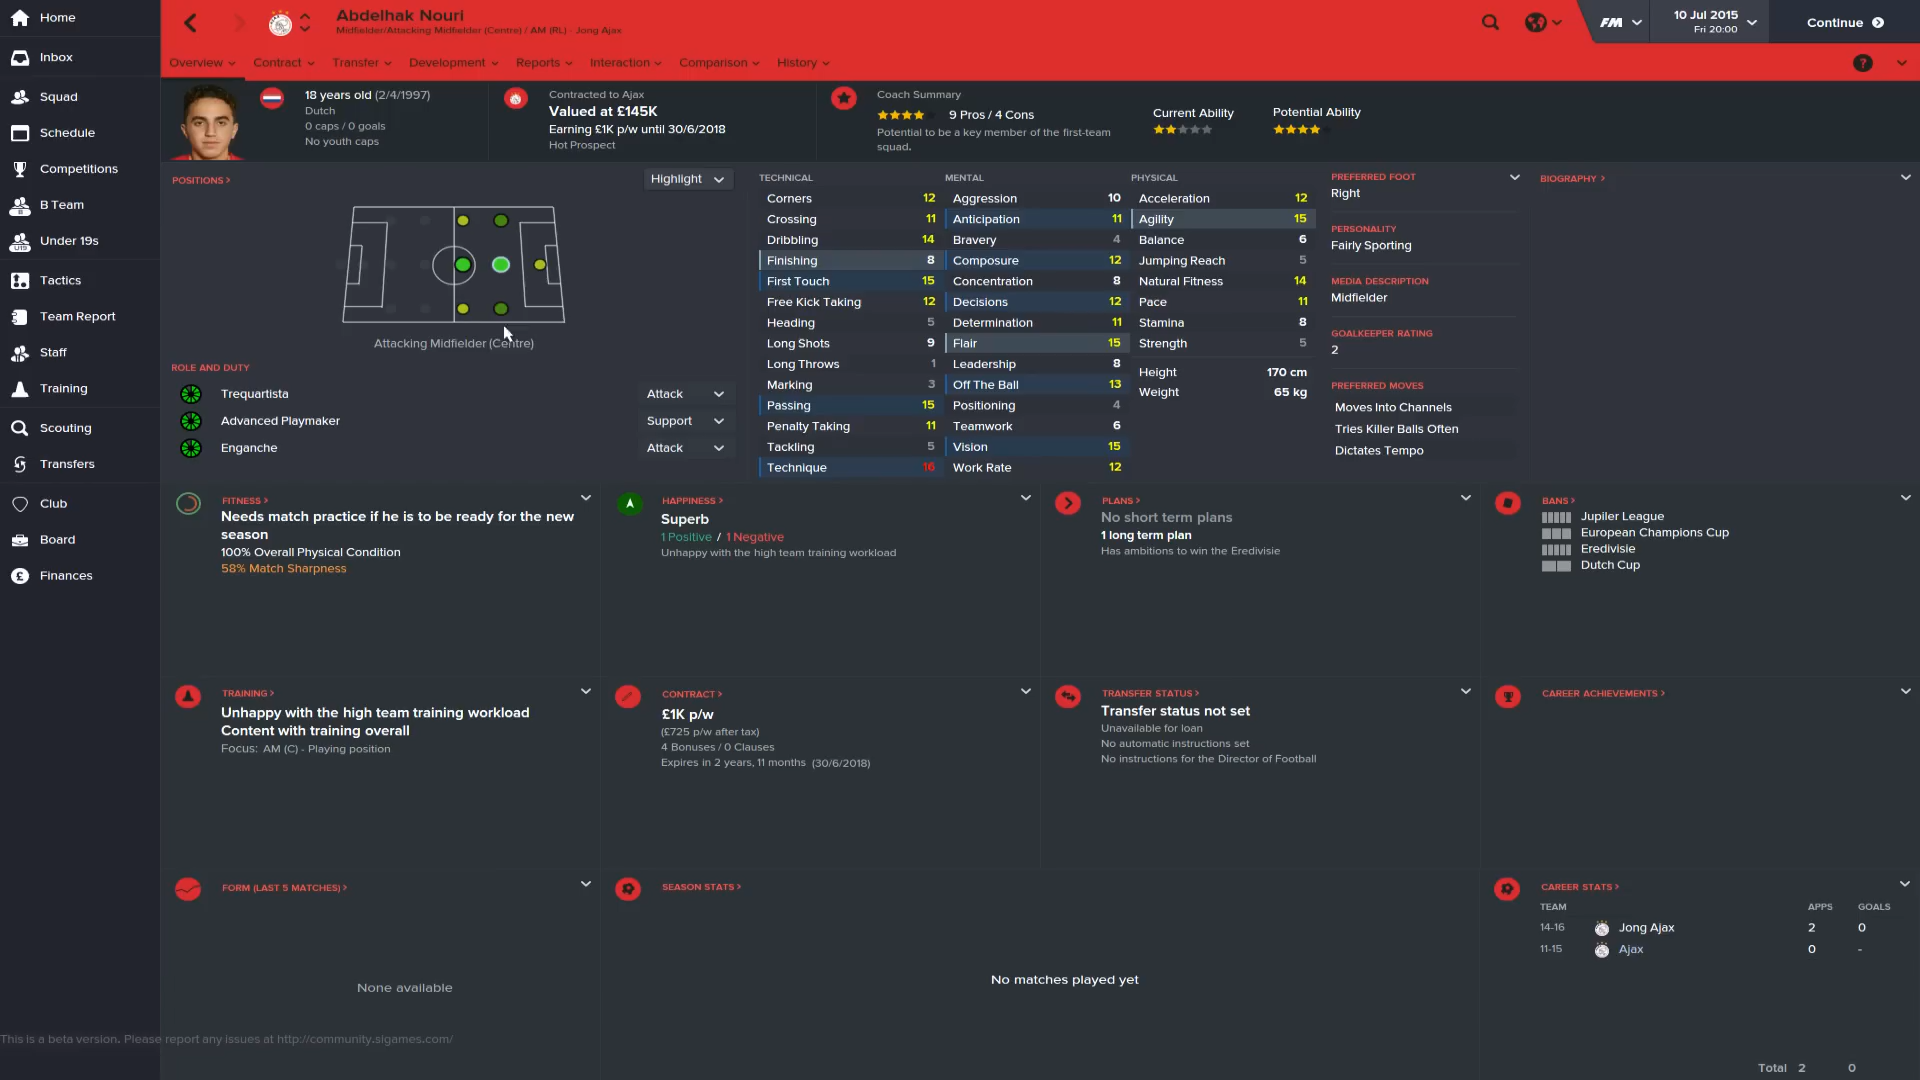 Home
Inbox
Squad
Schedule
Competitions
B Team
Under 19s
Tactics
Team Report
Staff
Training
Scouting
Transfers
Club
Board
Finances
Abdelhak Nouri
Midfielder/Attacking Midfielder (Centre) / AM (RL) - Jong Ajax
FM
10 Jul 2015
Fri 20:00
Continue
Overview Contract Transfer Development Reports Interaction Comparison History
?
18 years old (2/4/1997)
Dutch
0 caps / 0 goals
No youth caps
Contracted to Ajax
Valued at £145K
Earning £1K p/w until 30/6/2018
Hot Prospect
Coach Summary
9 Pros / 4 Cons
Potential to be a key member of the first-team
squad.
Current Ability
Potential Ability
POSITIONS >
Highlight
Attacking Midfielder (Centre)
ROLE AND DUTY
Trequartista Attack
Advanced Playmaker Support
Enganche Attack
TECHNICAL
Corners 12
Crossing 11
Dribbling 14
Finishing 8
First Touch 15
Free Kick Taking 12
Heading 5
Long Shots 9
Long Throws 1
Marking 3
Passing 15
Penalty Taking 11
Tackling 5
Technique 16
MENTAL
Aggression 10
Anticipation 11
Bravery 4
Composure 12
Concentration 8
Decisions 12
Determination 11
Flair 15
Leadership 8
Off The Ball 13
Positioning 4
Teamwork 6
Vision 15
Work Rate 12
PHYSICAL
Acceleration 12
Agility 15
Balance 6
Jumping Reach 5
Natural Fitness 14
Pace 11
Stamina 8
Strength 5
Height 170 cm
Weight 65 kg
PREFERRED FOOT
Right
PERSONALITY
Fairly Sporting
MEDIA DESCRIPTION
Midfielder
GOALKEEPER RATING
2
PREFERRED MOVES
Moves Into Channels
Tries Killer Balls Often
Dictates Tempo
BIOGRAPHY >
FITNESS >
Needs match practice if he is to be ready for the new
season
100% Overall Physical Condition
58% Match Sharpness
HAPPINESS >
Superb
1 Positive / 1 Negative
Unhappy with the high team training workload
PLANS >
No short term plans
1 long term plan
Has ambitions to win the Eredivisie
BANS >
Jupiler League
European Champions Cup
Eredivisie
Dutch Cup
TRAINING >
Unhappy with the high team training workload
Content with training overall
Focus: AM (C) - Playing position
CONTRACT >
£1K p/w
(£725 p/w after tax)
4 Bonuses / 0 Clauses
Expires in 2 years, 11 months (30/6/2018)
TRANSFER STATUS >
Transfer status not set
Unavailable for loan
No automatic instructions set
No instructions for the Director of Football
CAREER ACHIEVEMENTS >
FORM (LAST 5 MATCHES) >
None available
SEASON STATS >
No matches played yet
CAREER STATS >
TEAM APPS GOALS
14-16 Jong Ajax 2 0
11-15 Ajax 0 -
Total 2 0
This is a beta version. Please report any issues at http://community.sigames.com/